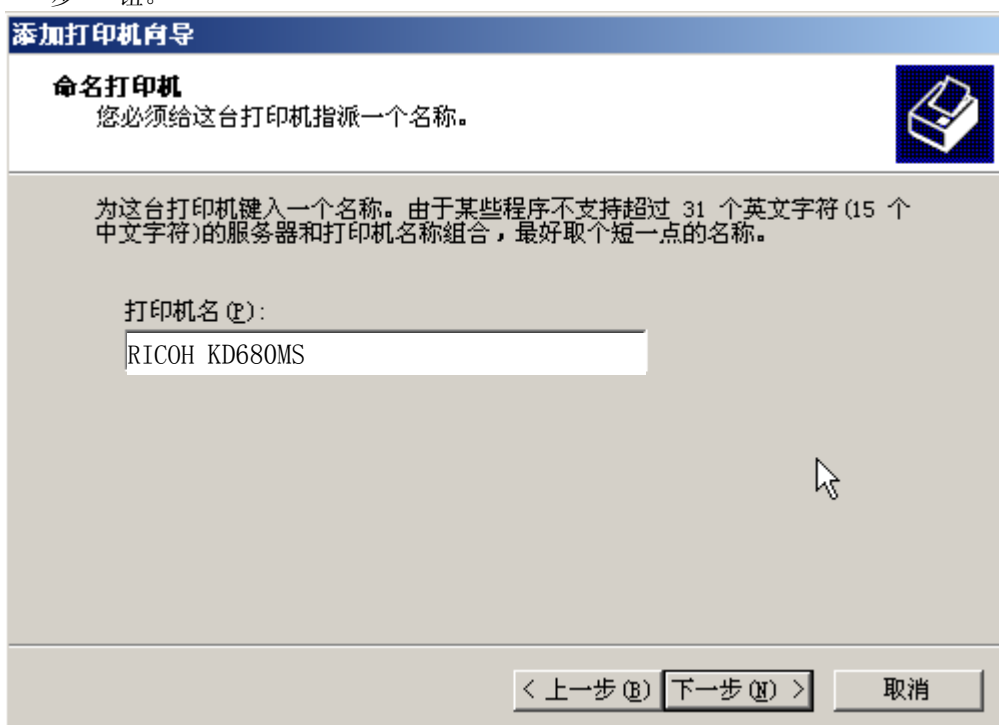 添加打印机向导
命名打印机
您必须给这台打印机指派一个名称。
为这台打印机键入一个名称。由于某些程序不支持超过 31 个英文字符(15 个
中文字符)的服务器和打印机名称组合，最好取个短一点的名称。
打印机名(P):
RICOH KD680MS
< 上一步(B) 下一步(N) > 取消